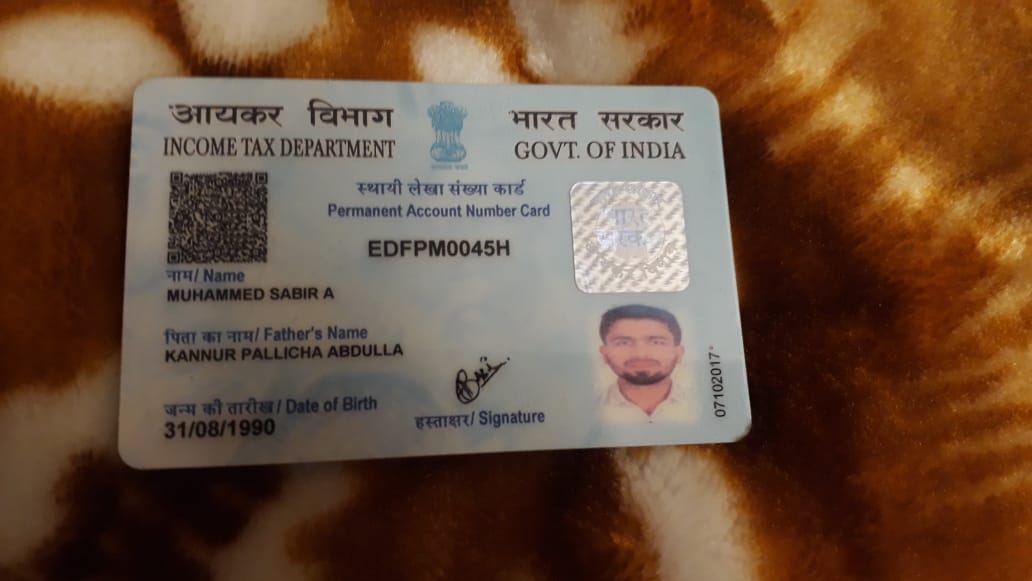 आयकर विभाग
INCOME TAX DEPARTMENT
भारत सरकार
GOVT. OF INDIA
स्थायी लेखा संख्या कार्ड
Permanent Account Number Card
EDFPM0045H
नाम/ Name
MUHAMMED SABIR A
पिता का नाम/ Father's Name
KANNUR PALLICHA ABDULLA
जन्म की तारीख/ Date of Birth
31/08/1990
हस्ताक्षर/ Signature
07102017